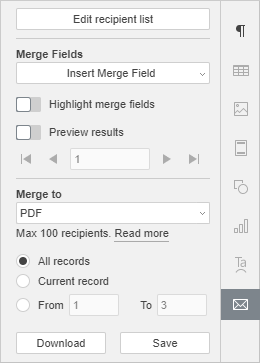 Edit recipient list
Merge Fields
Insert Merge Field
Highlight merge fields
Preview results
1
Merge to
PDF
Max 100 recipients. Read more
All records
Current record
From 1 To 3
Download Save
Ta